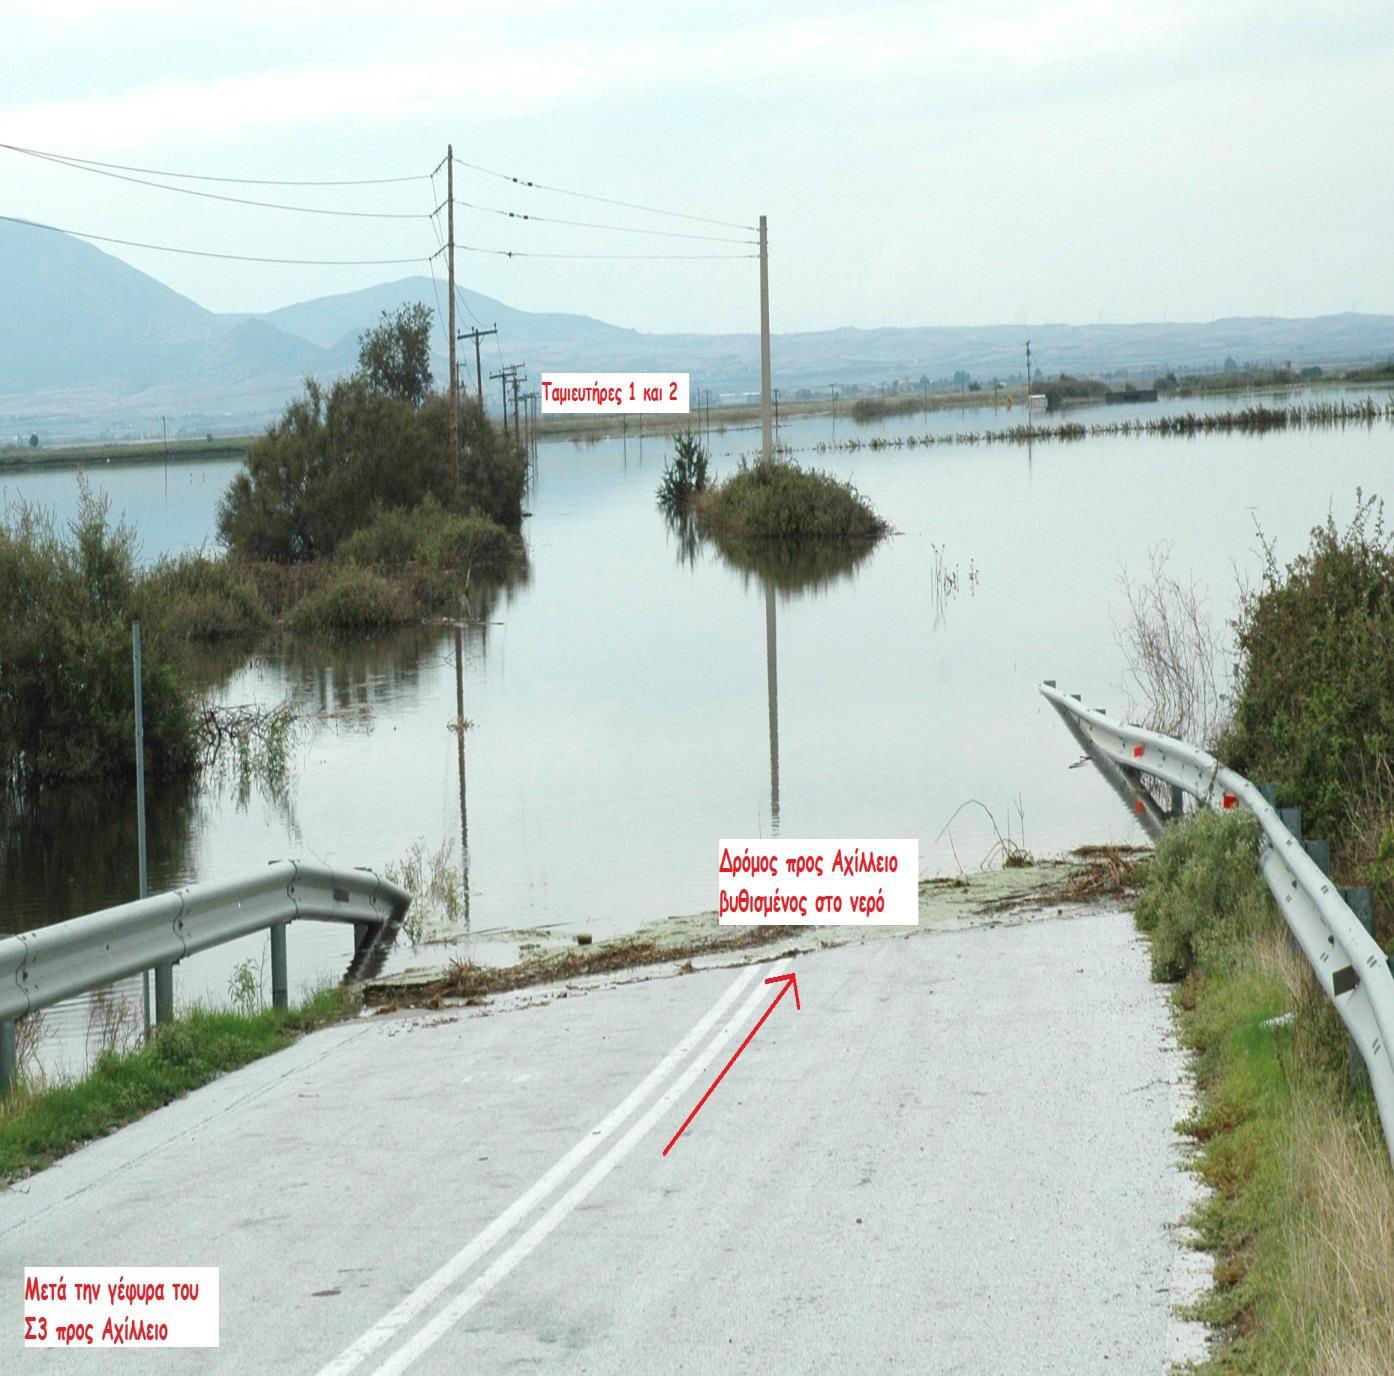 Ταμιευτήρες 1 και 2
Δρόμος προς Αχίλλειο
βυθισμένος στο νερό
Μετά την γέφυρα του
Σ3 προς Αχίλλειο